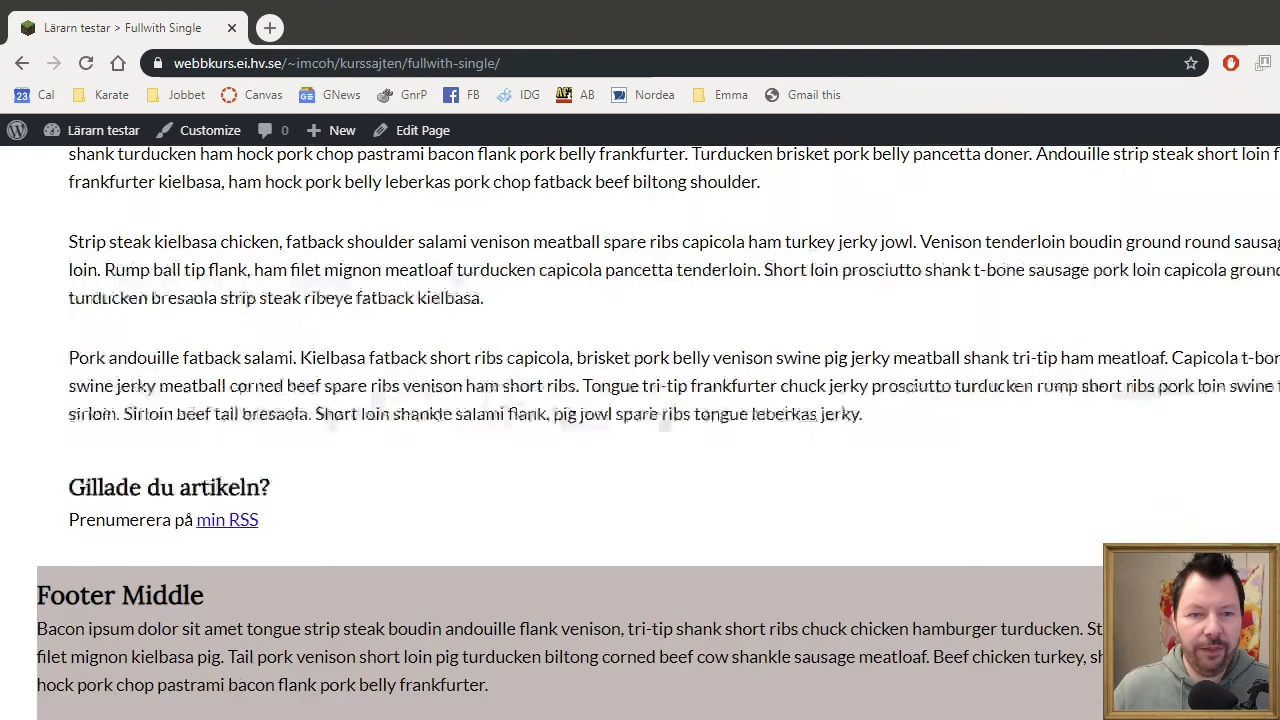 Lärarn testar > Fullwith Single
webbkurs.ei.hv.se/~imcoh/kurssajten/fullwith-single/
23 Cal Karate Jobbet Canvas GNews GnrP FB IDG AB Nordea Emma Gmail this
Lärarn testar Customize 0 New Edit Page
shank turducken ham hock pork chop pastrami bacon flank pork belly frankfurter. Turducken brisket pork belly pancetta doner. Andouille strip steak short loin f
frankfurter kielbasa, ham hock pork belly leberkas pork chop fatback beef biltong shoulder.
Strip steak kielbasa chicken, fatback shoulder salami venison meatball spare ribs capicola ham turkey jerky jowl. Venison tenderloin boudin ground round sausa
loin. Rump ball tip flank, ham filet mignon meatloaf turducken capicola pancetta tenderloin. Short loin prosciutto shank t-bone sausage pork loin capicola ground
turducken bresaola strip steak ribeye fatback kielbasa.
Pork andouille fatback salami. Kielbasa fatback short ribs capicola, brisket pork belly venison swine pig jerky meatball shank tri-tip ham meatloaf. Capicola t-bor
swine jerky meatball corned beef spare ribs venison ham short ribs. Tongue tri-tip frankfurter chuck jerky prosciutto turducken rump short ribs pork loin swine t
sirloin. Sirloin beef tail bresaola. Short loin shankle salami flank, pig jowl spare ribs tongue leberkas jerky.
Gillade du artikeln?
Prenumerera på min RSS
Footer Middle
Bacon ipsum dolor sit amet tongue strip steak boudin andouille flank venison, tri-tip shank short ribs chuck chicken hamburger turducken. St
filet mignon kielbasa pig. Tail pork venison short loin pig turducken biltong corned beef cow shankle sausage meatloaf. Beef chicken turkey, sh
hock pork chop pastrami bacon flank pork belly frankfurter.